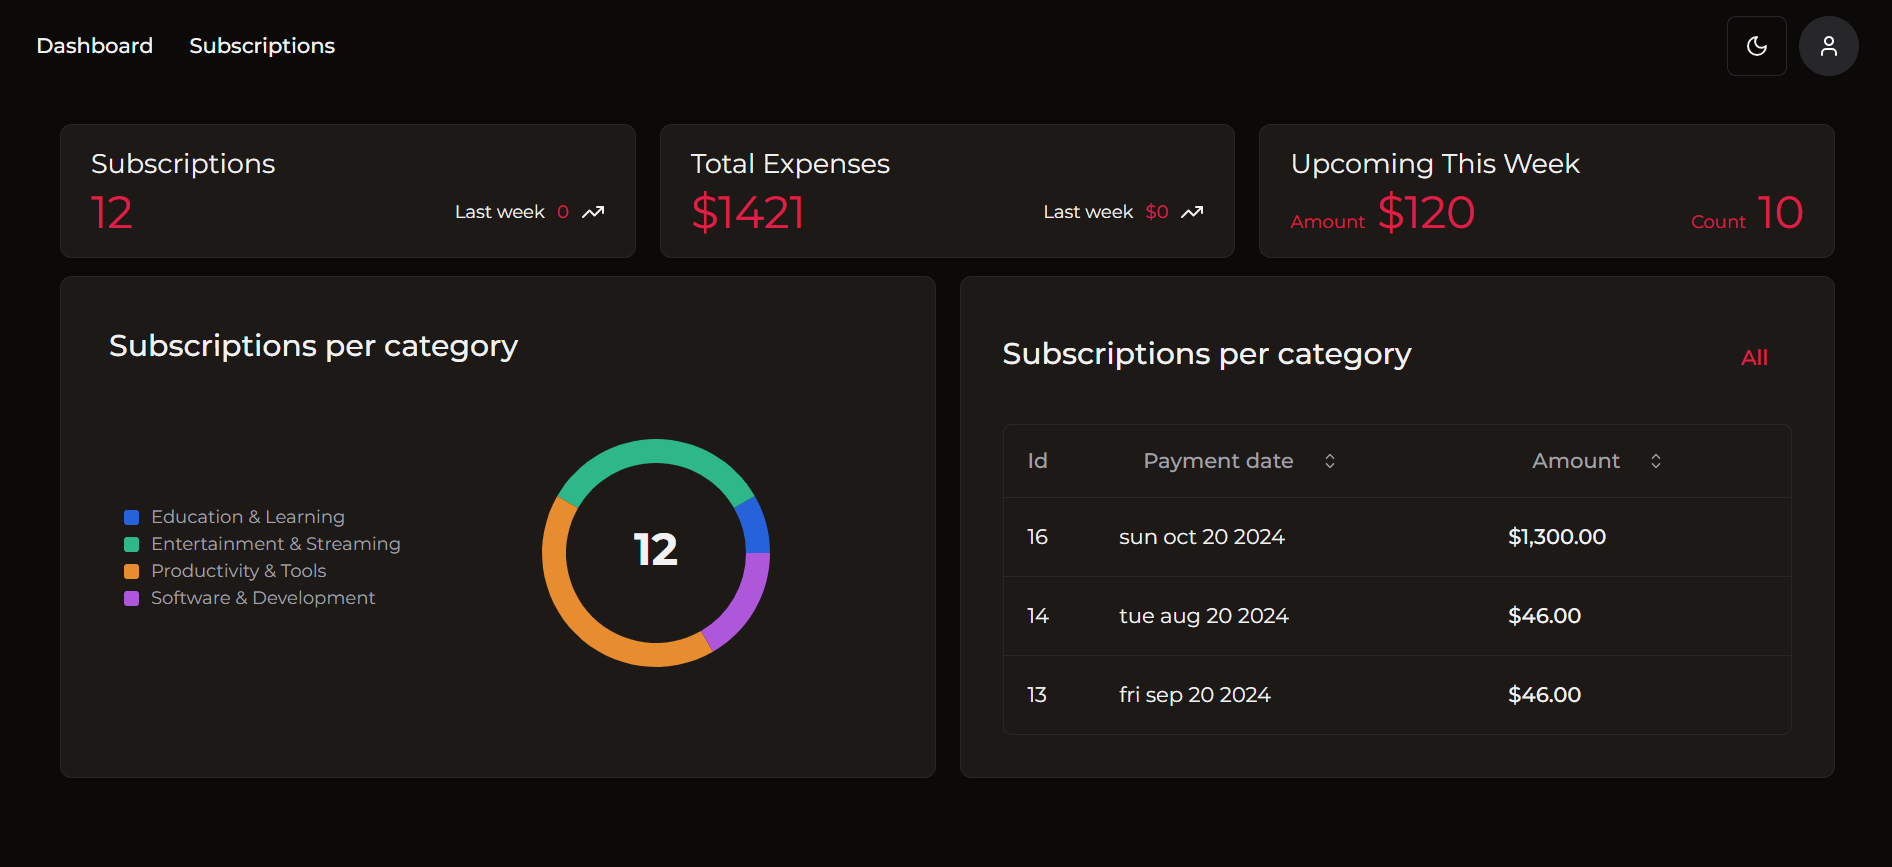 Dashboard Subscriptions
Subscriptions
12 Last week 0
Total Expenses
$1421 Last week $0
Upcoming This Week
Amount $120 Count 10
Subscriptions per category
Education & Learning
Entertainment & Streaming
Productivity & Tools
Software & Development
12
Subscriptions per category All
Id Payment date Amount
16 sun oct 20 2024 $1,300.00
14 tue aug 20 2024 $46.00
13 fri sep 20 2024 $46.00